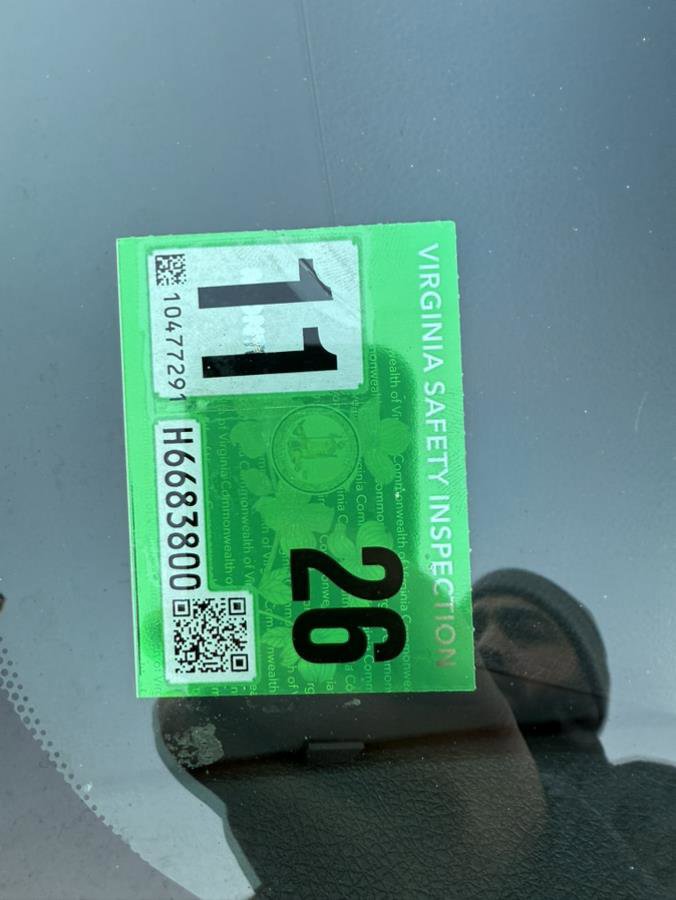 VIRGINIA SAFETY INSPECTION
11
26
10477291
H6683800